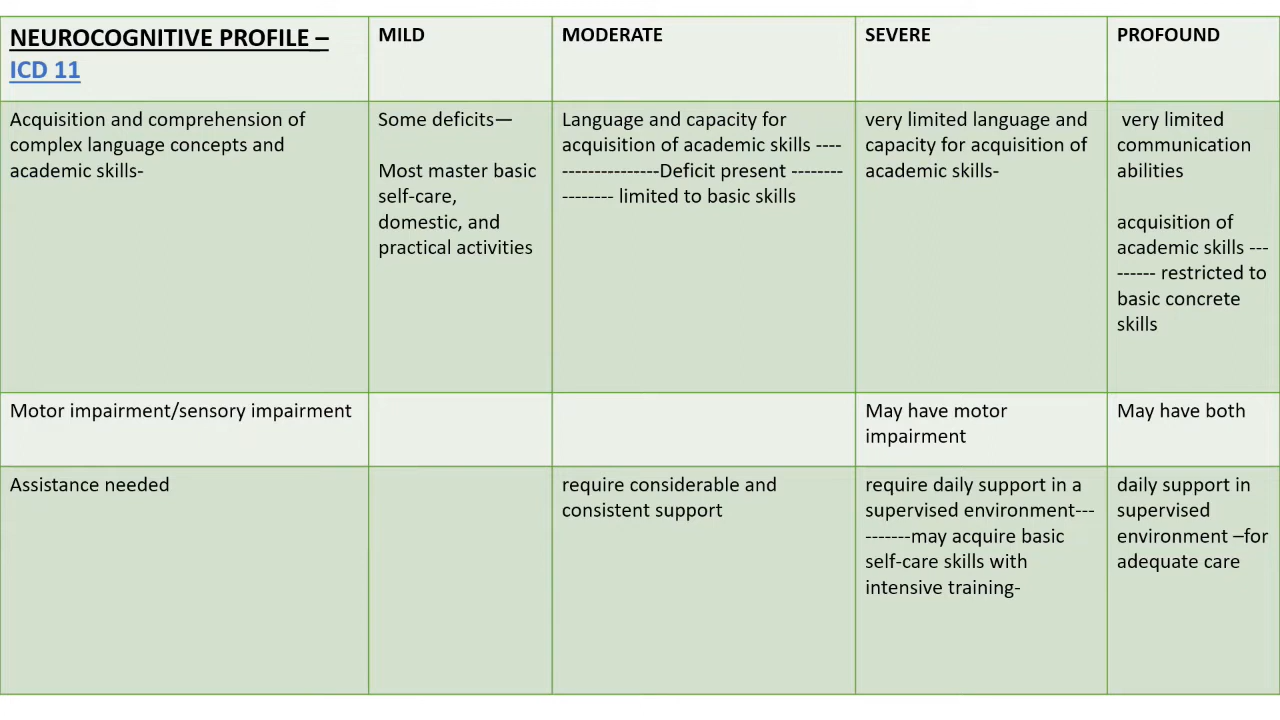 NEUROCOGNITIVE PROFILE –
ICD 11
MILD
MODERATE
SEVERE
PROFOUND
Acquisition and comprehension of
complex language concepts and
academic skills-
Some deficits—
Most master basic
self-care,
domestic, and
practical activities
Language and capacity for
acquisition of academic skills ----
----------------Deficit present --------
-------- limited to basic skills
very limited language and
capacity for acquisition of
academic skills-
very limited
communication
abilities
acquisition of
academic skills ---
------ restricted to
basic concrete
skills
Motor impairment/sensory impairment
May have motor
impairment
May have both
Assistance needed
require considerable and
consistent support
require daily support in a
supervised environment---
-------may acquire basic
self-care skills with
intensive training-
daily support in
supervised
environment –for
adequate care